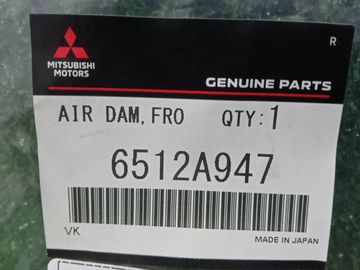 R
MITSUBISHI
MOTORS
GENUINE PARTS
AIR DAM, FRO QTY:1
6512A947
VK
MADE IN JAPAN